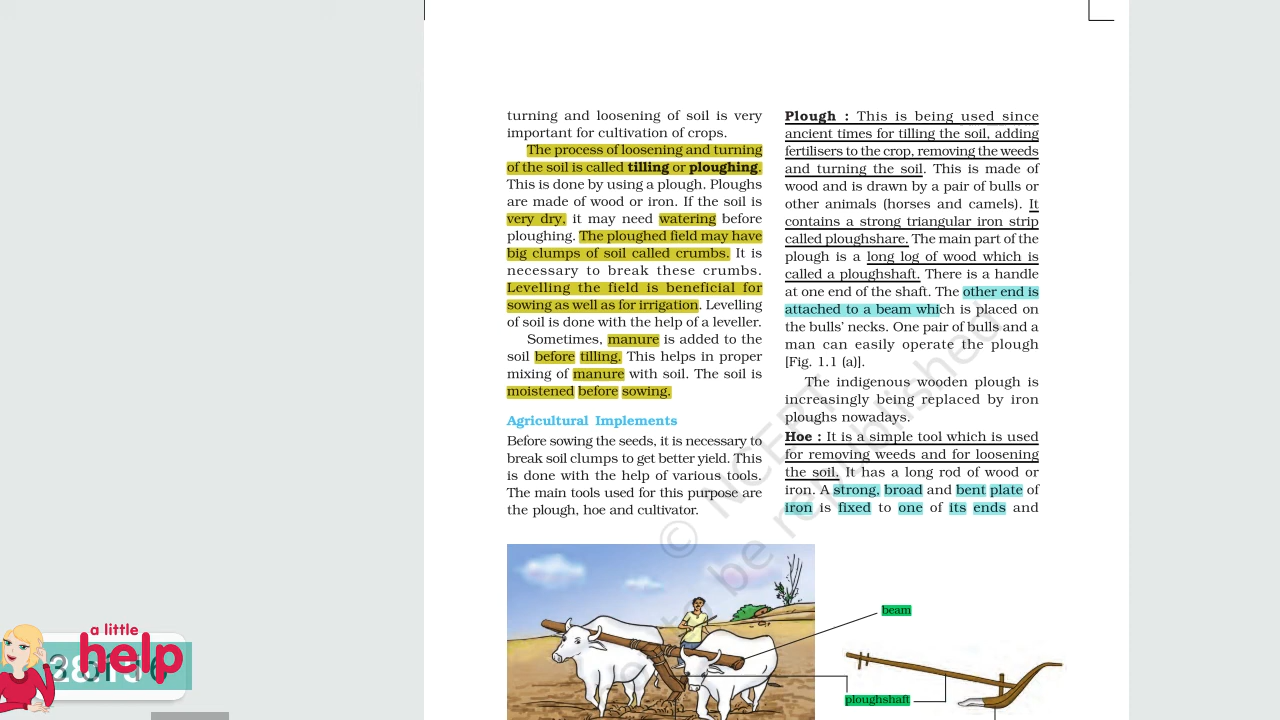 turning and loosening of soil is very
important for cultivation of crops.
The process of loosening and turning
of the soil is called tilling or ploughing.
This is done by using a plough. Ploughs
are made of wood or iron. If the soil is
very dry, it may need watering before
ploughing. The ploughed field may have
big clumps of soil called crumbs. It is
necessary to break these crumbs.
Levelling the field is beneficial for
sowing as well as for irrigation. Levelling
of soil is done with the help of a leveller.
Sometimes, manure is added to the
soil before tilling. This helps in proper
mixing of manure with soil. The soil is
moistened before sowing.
Agricultural Implements
Before sowing the seeds, it is necessary to
break soil clumps to get better yield. This
is done with the help of various tools.
The main tools used for this purpose are
the plough, hoe and cultivator.
Plough : This is being used since
ancient times for tilling the soil, adding
fertilisers to the crop, removing the weeds
and turning the soil. This is made of
wood and is drawn by a pair of bulls or
other animals (horses and camels). It
contains a strong triangular iron strip
called ploughshare. The main part of the
plough is a long log of wood which is
called a ploughshaft. There is a handle
at one end of the shaft. The other end is
attached to a beam which is placed on
the bulls' necks. One pair of bulls and a
man can easily operate the plough
[Fig. 1.1 (a)].
The indigenous wooden plough is
increasingly being replaced by iron
ploughs nowadays.
Hoe : It is a simple tool which is used
for removing weeds and for loosening
the soil. It has a long rod of wood or
iron. A strong, broad and bent plate of
iron is fixed to one of its ends and
© NCERT
be republished
beam
ploughshaft
a little
help